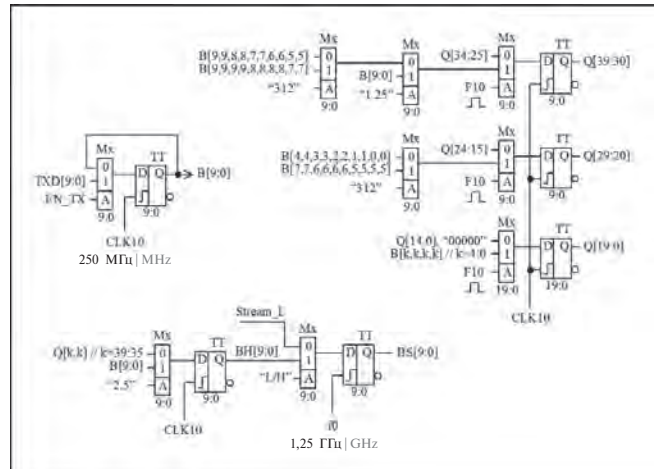 Mx
TT
B[9,9,8,8,7,7,6,6,5,5]
B[9,9,9,9,8,8,8,8,7,7]
"312"
0
1
A
9:0
Mx
B[9:0]
"1.25"
0
1
A
9:0
Q[34:25]
Mx
F10
0
1
A
9:0
D Q
9:0
Q[39:30]
Mx
TT
B[4,4,3,3,2,2,1,1,0,0]
B[7,7,6,6,6,6,5,5,5,5]
"312"
0
1
A
9:0
Q[24:15]
F10
0
1
A
9:0
D Q
9:0
Q[29:20]
Mx
TT
Q[14:0], "00000"
B[k,k,k,k] // k=4:0
F10
0
1
A
19:0
D Q
19:0
Q[19:0]
CLK10
Mx
TT
TXD[9:0]
0
1
A
9:0
D Q
9:0
B[9:0]
CLK10
250 МГц | MHz
Stream_L
Mx
TT
Q[k,k] // k=39:35
B[9:0]
"2.5"
0
1
A
9:0
D Q
9:0
BH[9:0]
CLK10
Mx
TT
"L/H"
0
1
A
9:0
D Q
9:0
BS[9:0]
f0
1,25 ГГц | GHz